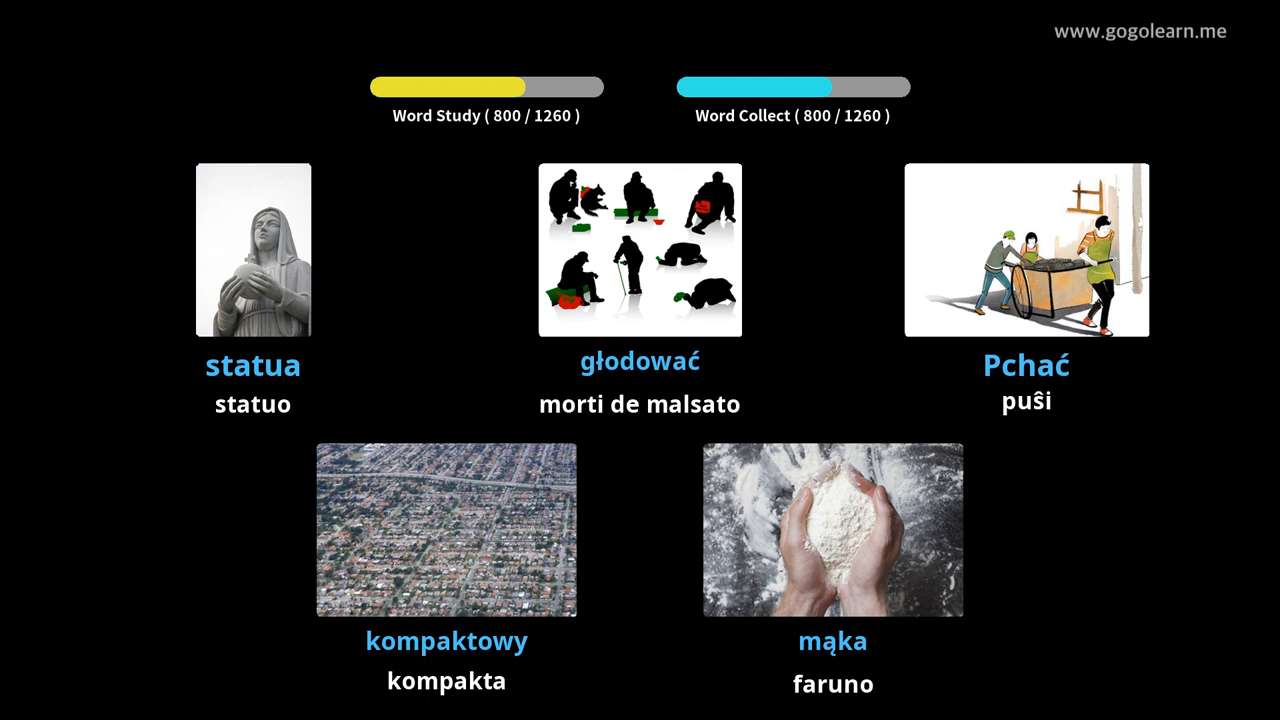 www.gogolearn.me
Word Study ( 800 / 1260 )
Word Collect ( 800 / 1260 )
statua
statuo
głodować
morti de malsato
Pchać
puŝi
kompaktowy
kompakta
mąka
faruno